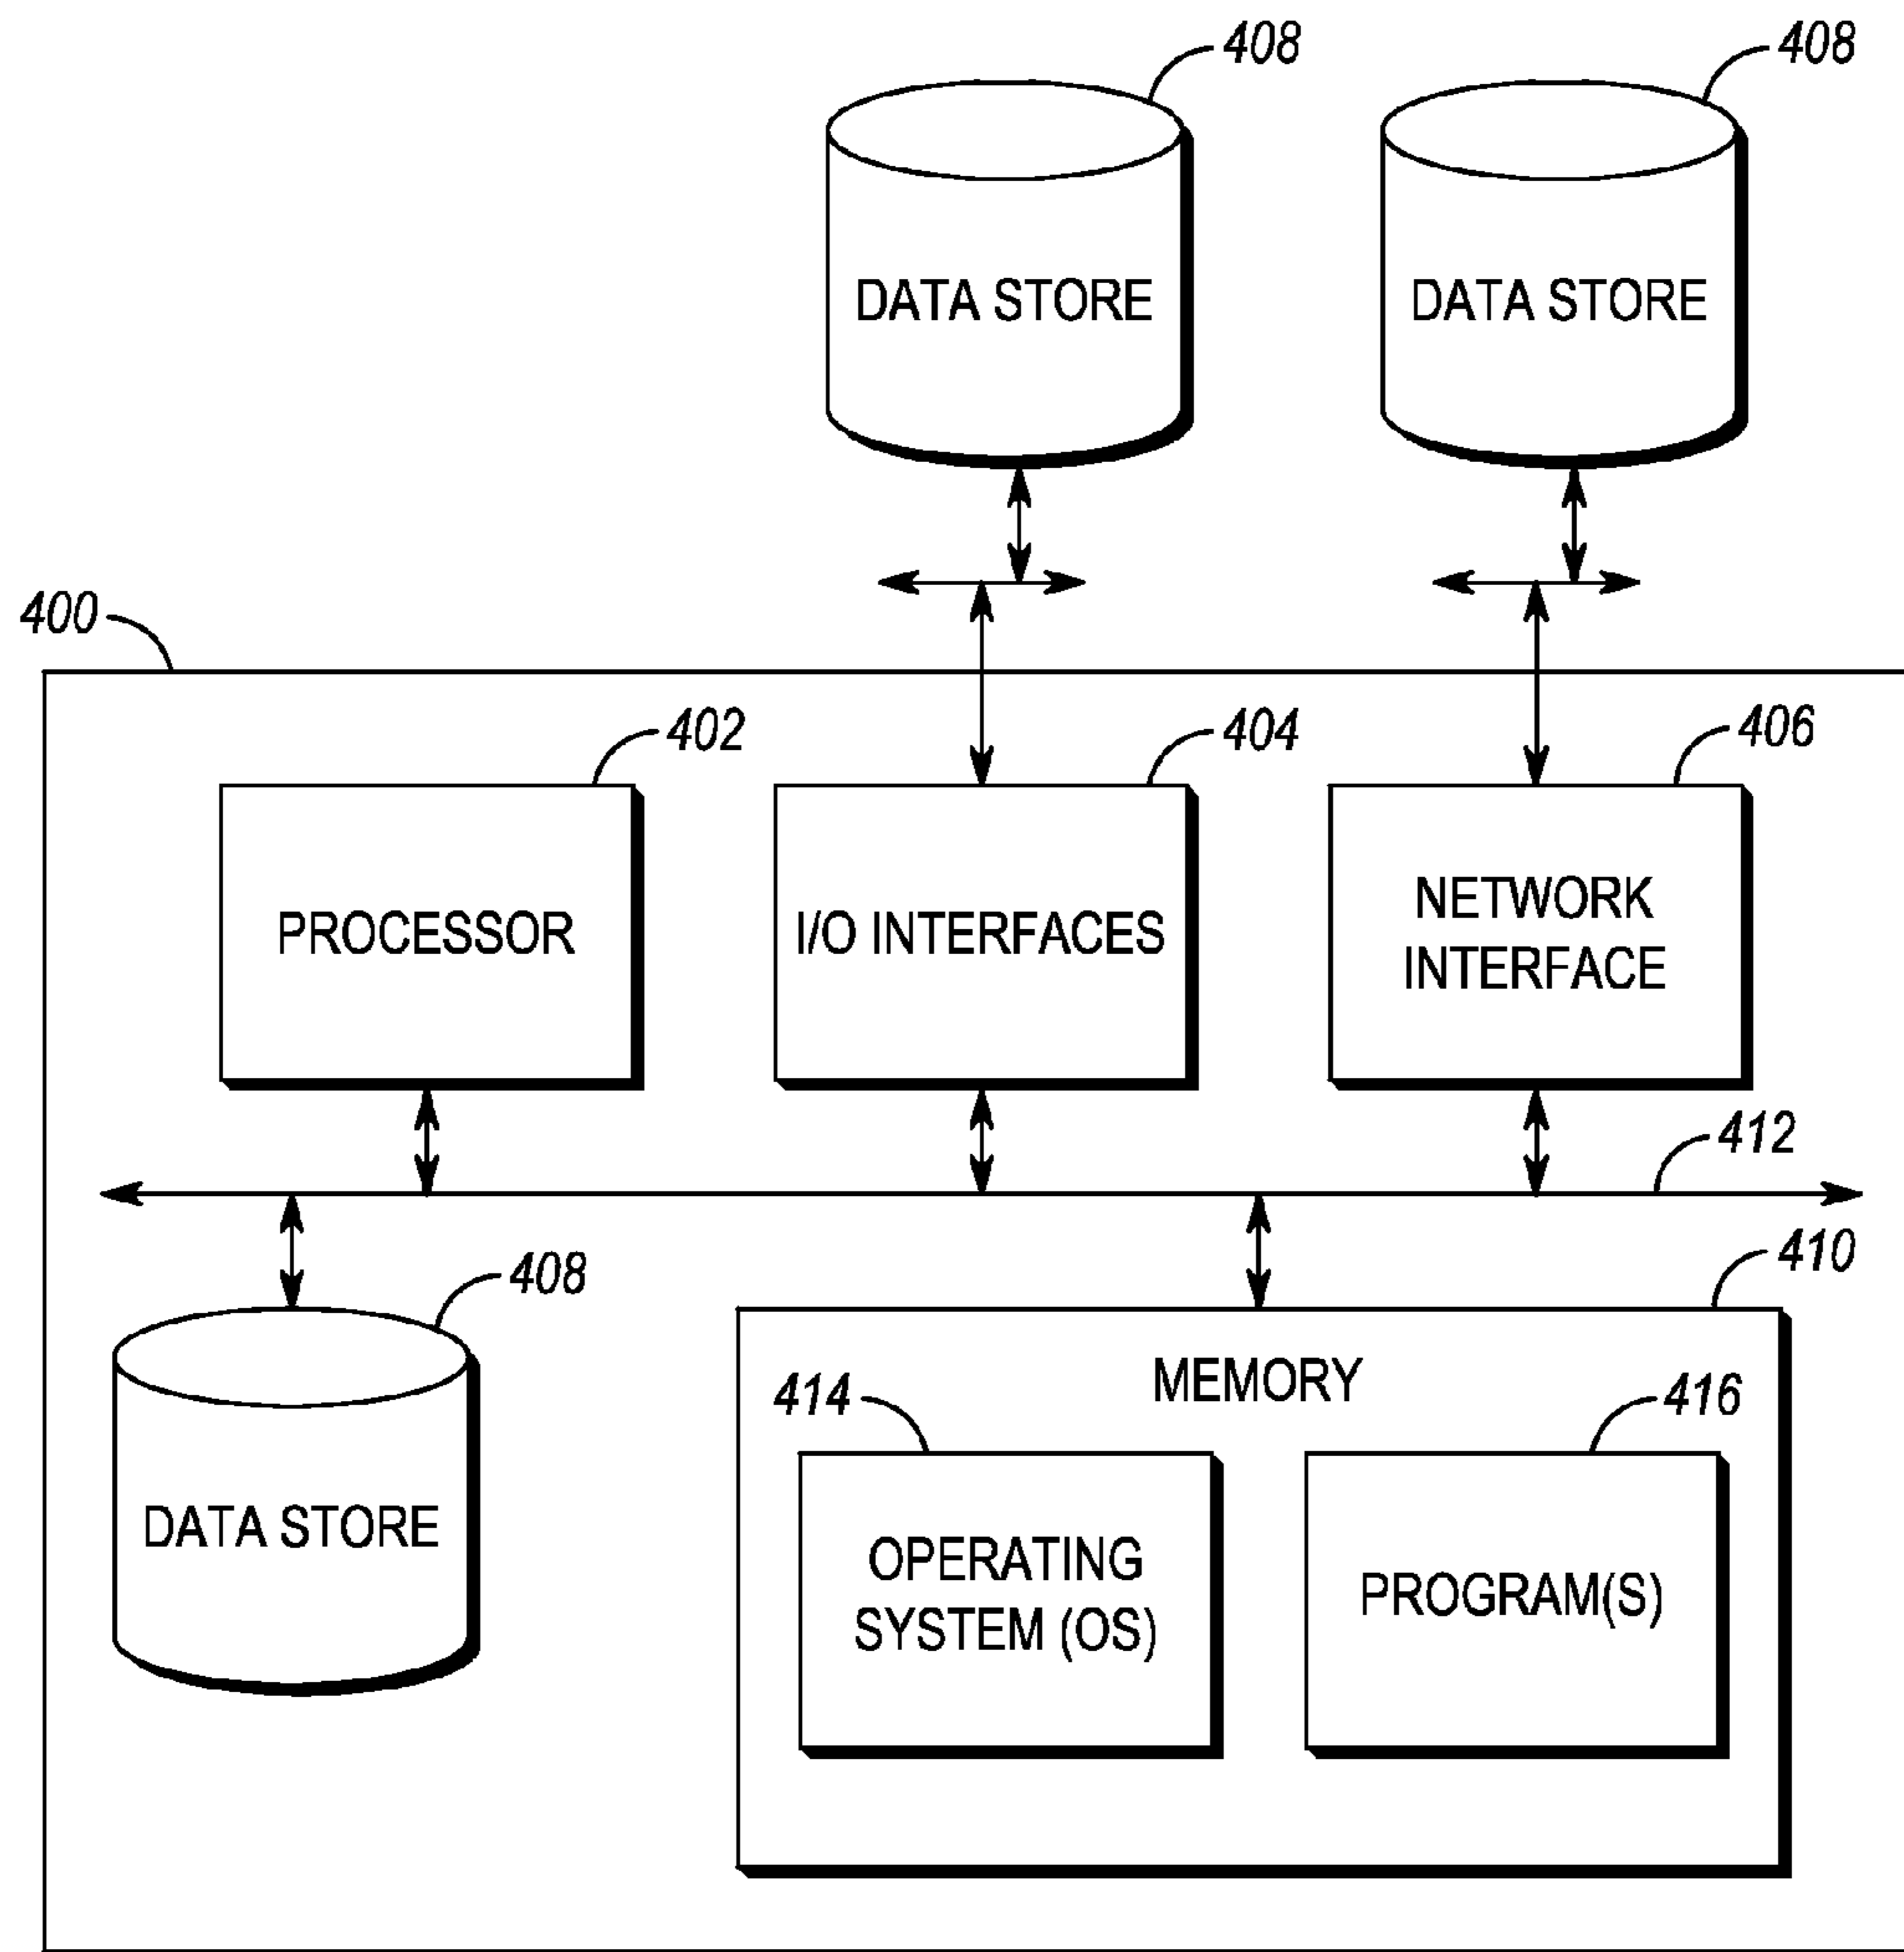 408
408
DATA STORE
DATA STORE
400
402
404
406
PROCESSOR
I/O INTERFACES
NETWORK
INTERFACE
412
408
410
DATA STORE
MEMORY
414
416
OPERATING
SYSTEM (OS)
PROGRAM(S)